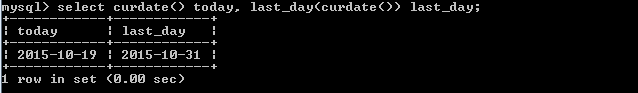 mysql> select curdate() today, last_day(curdate()) last_day;
+------------+------------+
| today      | last_day   |
+------------+------------+
| 2015-10-19 | 2015-10-31 |
+------------+------------+
1 row in set (0.00 sec)